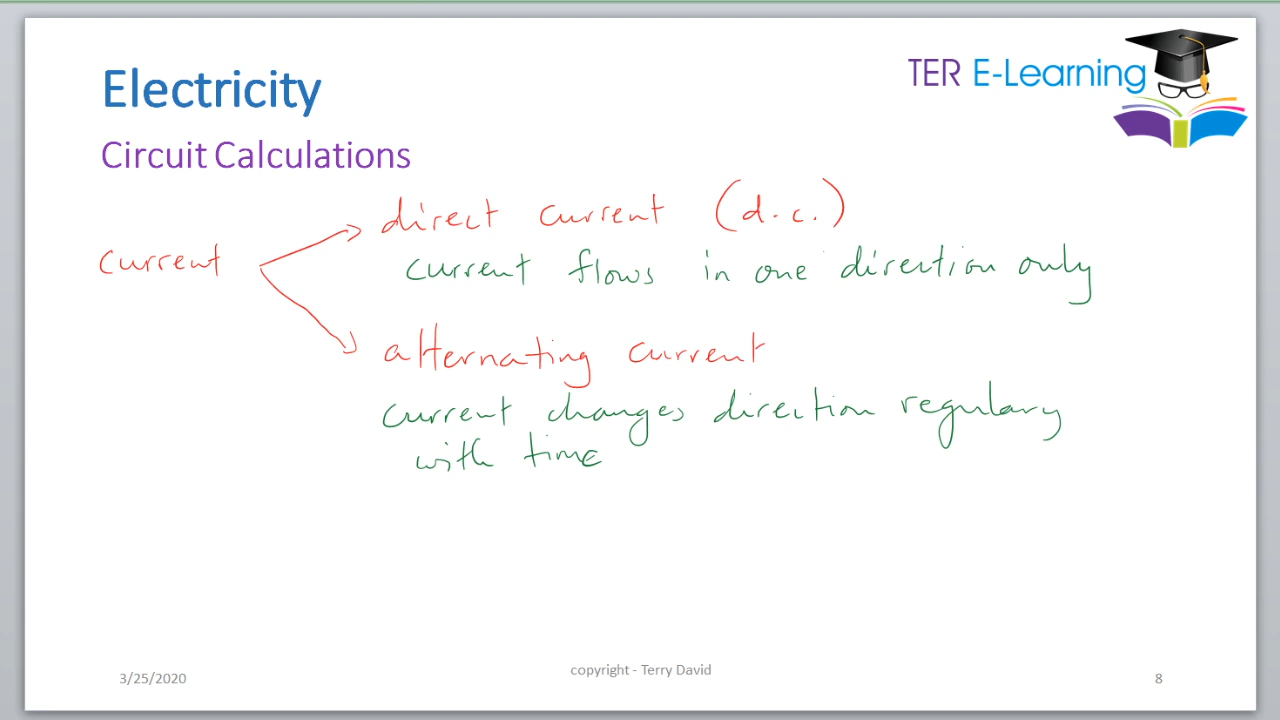 Electricity
TER E-Learning
Circuit Calculations
direct current (d.c.)
current
current flows in one direction only
alternating current
current changes direction regulary
with time
3/25/2020
copyright - Terry David
8